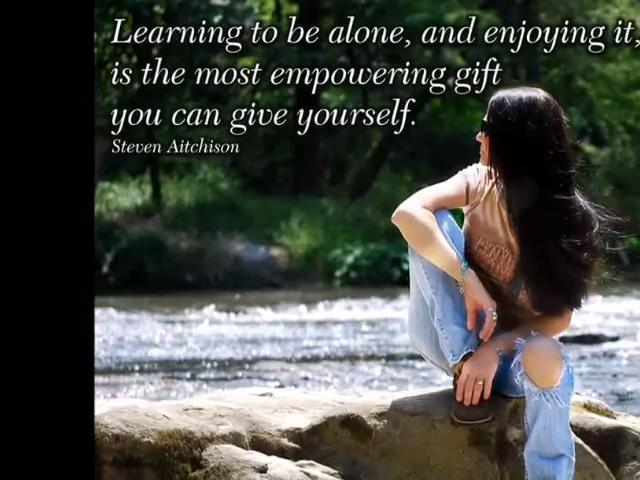 Learning to be alone, and enjoying it,
is the most empowering gift
you can give yourself.
Steven Aitchison